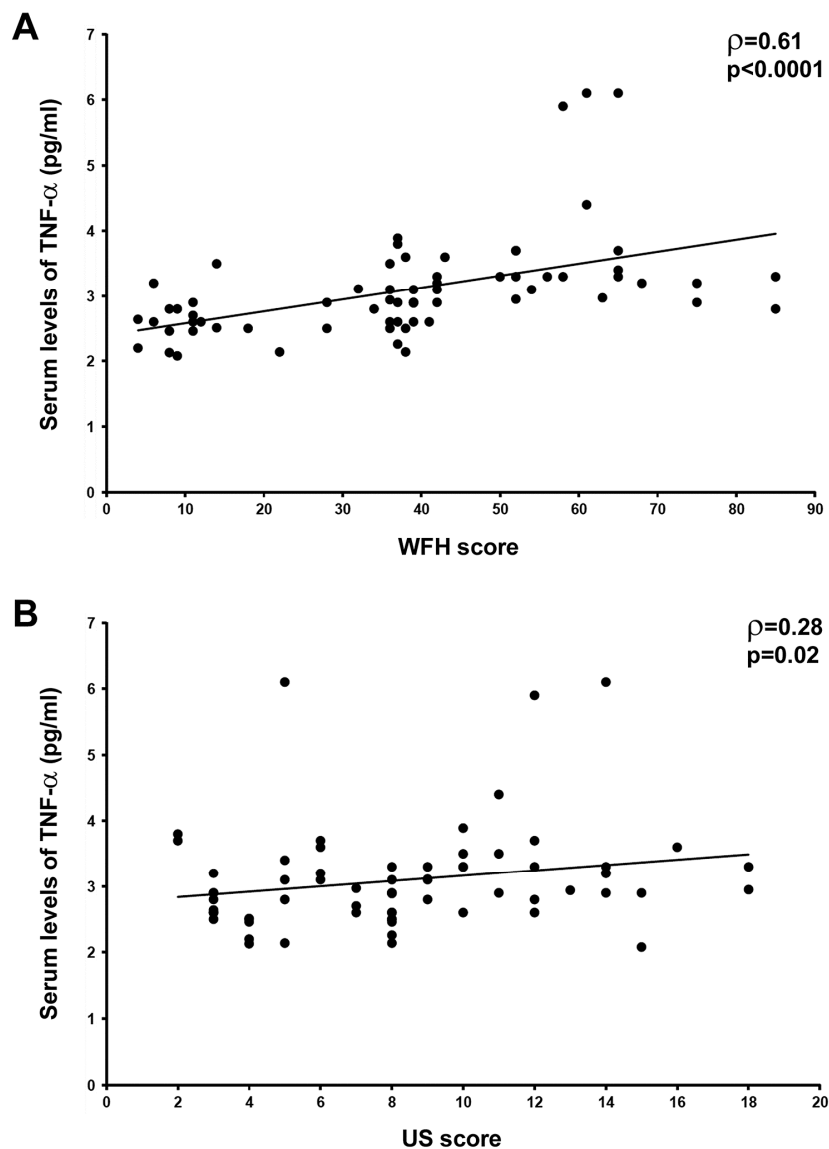 A
ρ=0.61
p<0.0001
Serum levels of TNF-α (pg/ml)
7
6
5
4
3
2
1
0
0 10 20 30 40 50 60 70 80 90
WFH score
B
ρ=0.28
p=0.02
Serum levels of TNF-α (pg/ml)
7
6
5
4
3
2
1
0
0 2 4 6 8 10 12 14 16 18 20
US score